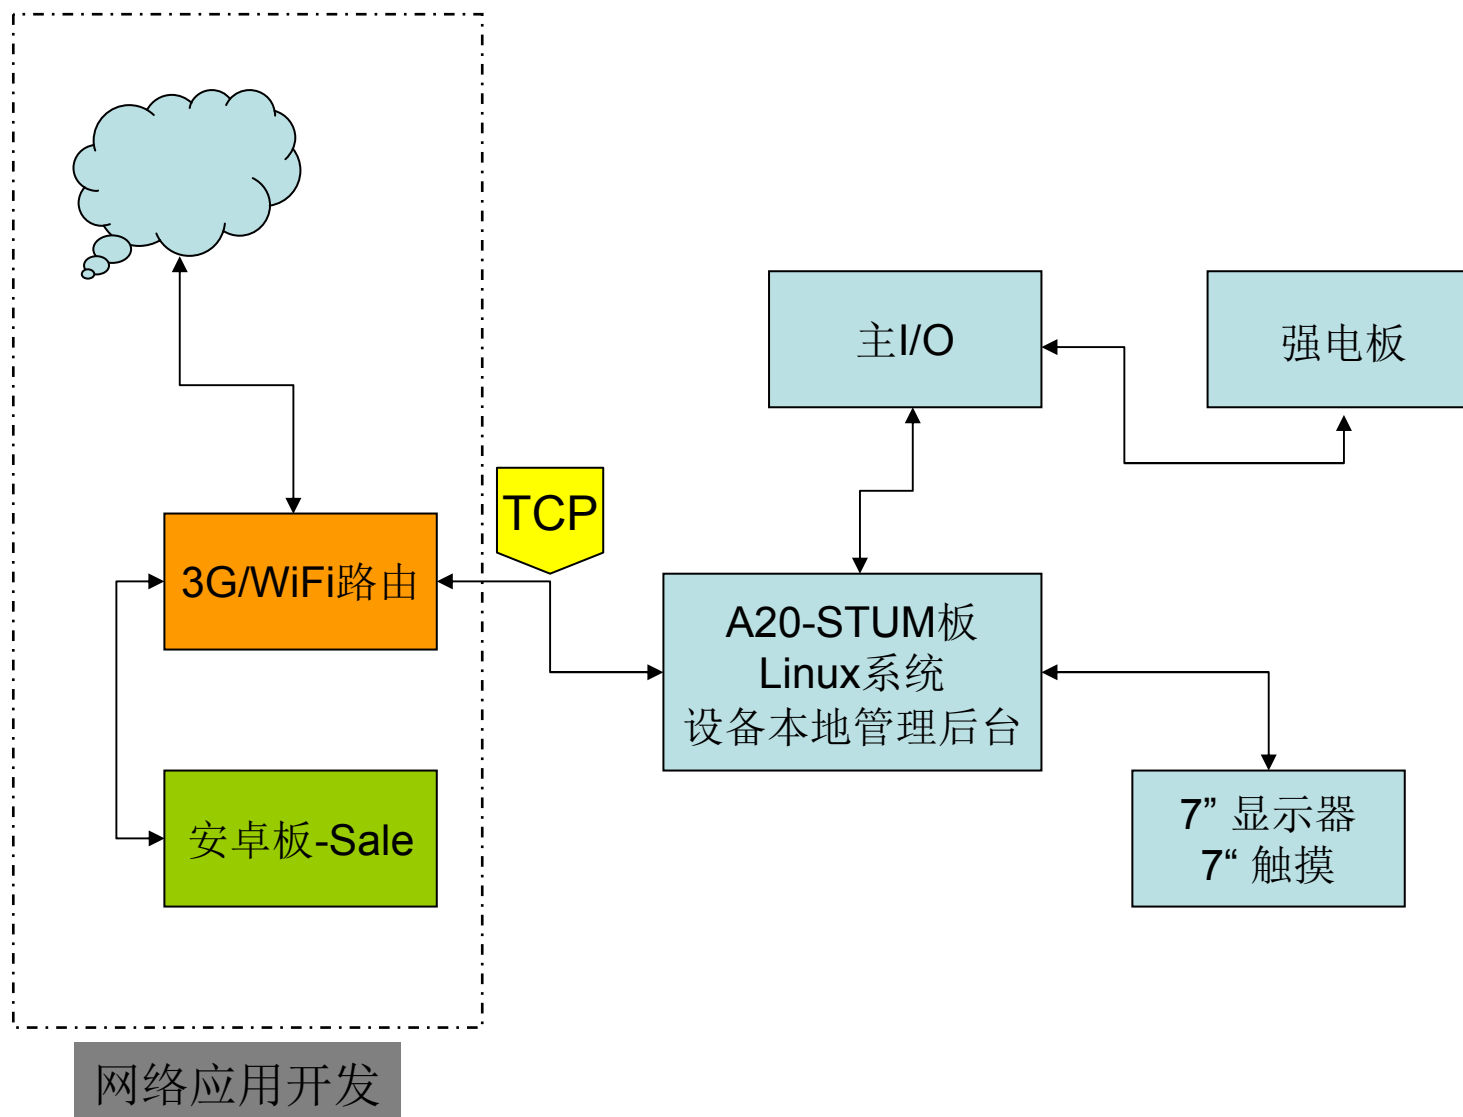 主I/O
强电板
TCP
3G/WiFi路由
A20-STUM板
Linux系统
设备本地管理后台
安卓板-Sale
7” 显示器
7“ 触摸
网络应用开发